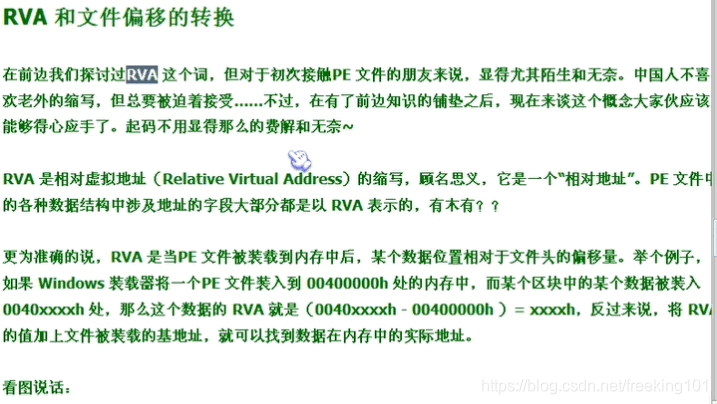 RVA 和文件偏移的转换
在前边我们探讨过RVA 这个词，但对于初次接触PE 文件的朋友来说，显得尤其陌生和无奈。中国人不喜
欢老外的缩写，但总要被迫着接受……不过，在有了前边知识的铺垫之后，现在来谈这个概念大家伙应该
能够得心应手了。起码不用显得那么的费解和无奈~
RVA 是相对虚拟地址（Relative Virtual Address）的缩写，顾名思义，它是一个“相对地址”。PE 文件中
的各种数据结构中涉及地址的字段大部分都是以 RVA 表示的，有木有？？
更为准确的说，RVA 是当PE 文件被装载到内存中后，某个数据位置相对于文件头的偏移量。举个例子，
如果 Windows 装载器将一个PE 文件装入到 00400000h 处的内存中，而某个区块中的某个数据被装入
0040xxxxh 处，那么这个数据的 RVA 就是（0040xxxxh - 00400000h ）= xxxxh，反过来说，将 RVA
的值加上文件被装载的基地址，就可以找到数据在内存中的实际地址。
看图说话：
https://blog.csdn.net/freeking101